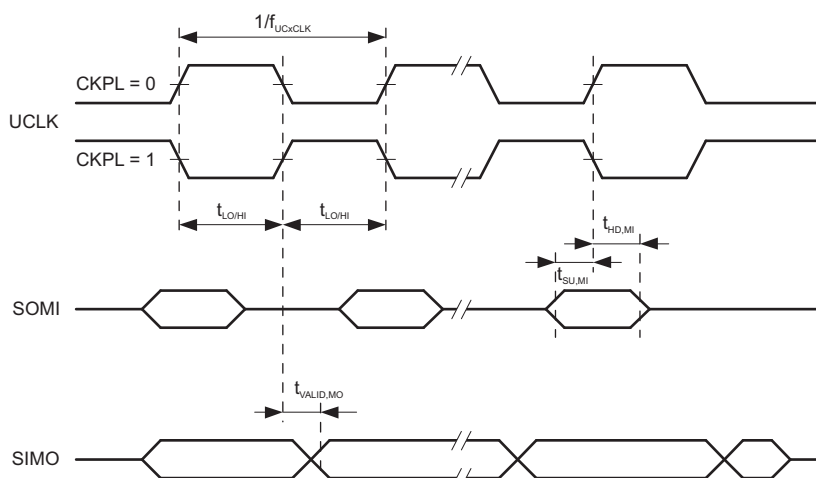 1/fUCxCLK
CKPL = 0
UCLK
CKPL = 1
tLO/HI tLO/HI
tHD,MI
tSU,MI
SOMI
tVALID,MO
SIMO